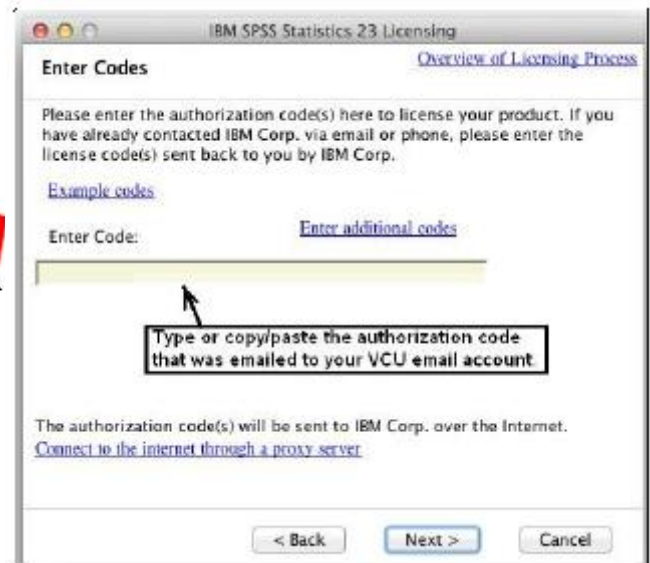 IBM SPSS Statistics 23 Licensing
Enter Codes
Overview of Licensing Process
Please enter the authorization code(s) here to license your product. If you
have already contacted IBM Corp. via email or phone, please enter the
license code(s) sent back to you by IBM Corp.
Example codes
Enter Code:
Enter additional codes
Type or copy/paste the authorization code
that was emailed to your VCU email account.
The authorization code(s) will be sent to IBM Corp. over the Internet.
Connect to the internet through a proxy server
< Back
Next >
Cancel